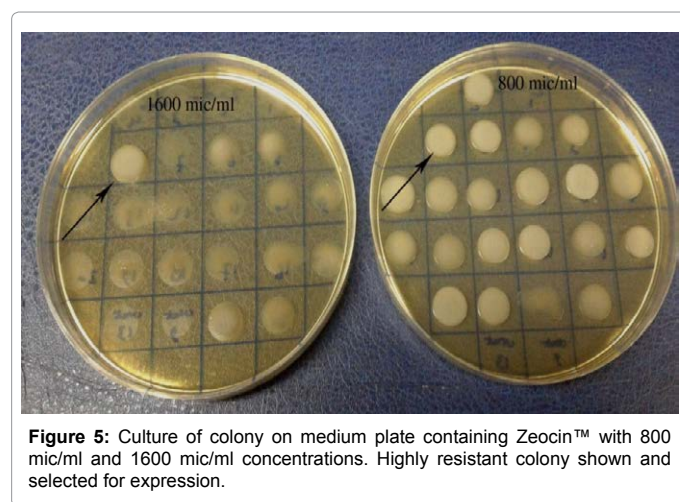 1600 mic/ml
800 mic/ml
Figure 5: Culture of colony on medium plate containing Zeocin™ with 800
mic/ml and 1600 mic/ml concentrations. Highly resistant colony shown and
selected for expression.